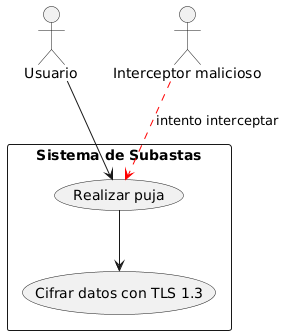 Usuario
Interceptor malicioso
intento interceptar
Sistema de Subastas
Realizar puja
Cifrar datos con TLS 1.3